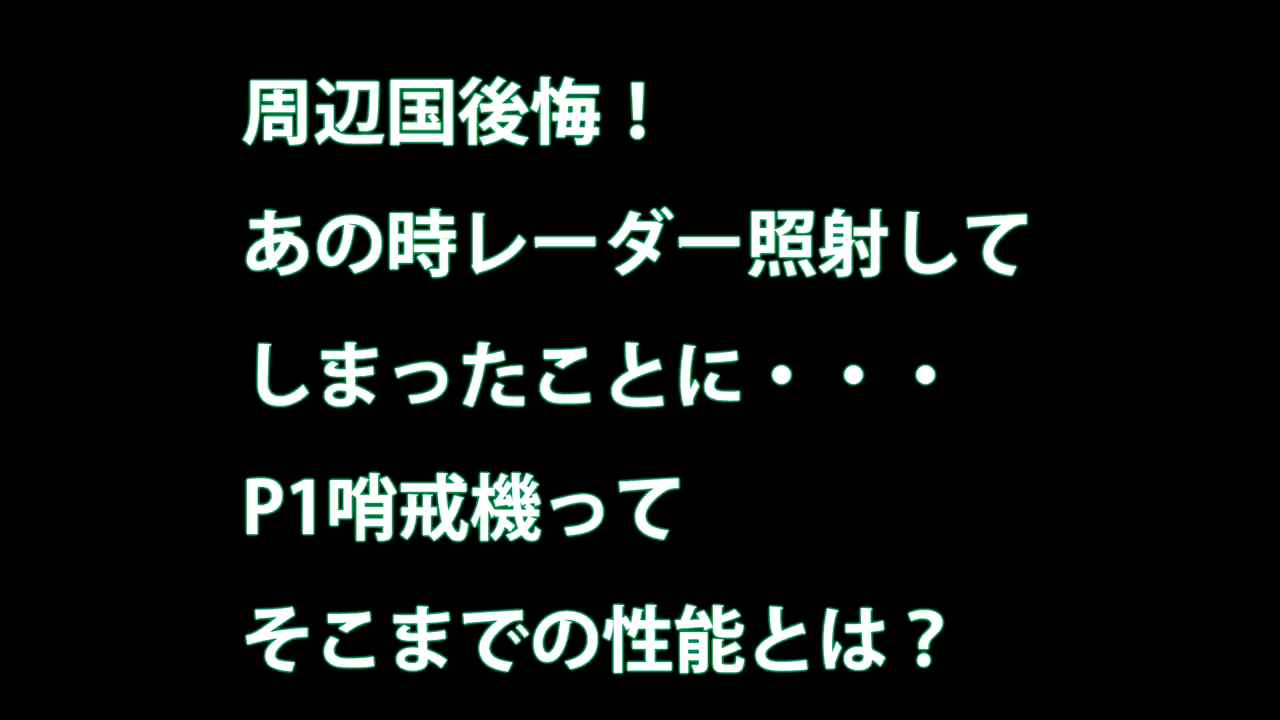 周辺国後悔！
あの時レーダー照射して
しまったことに・・・
P1哨戒機って
そこまでの性能とは？